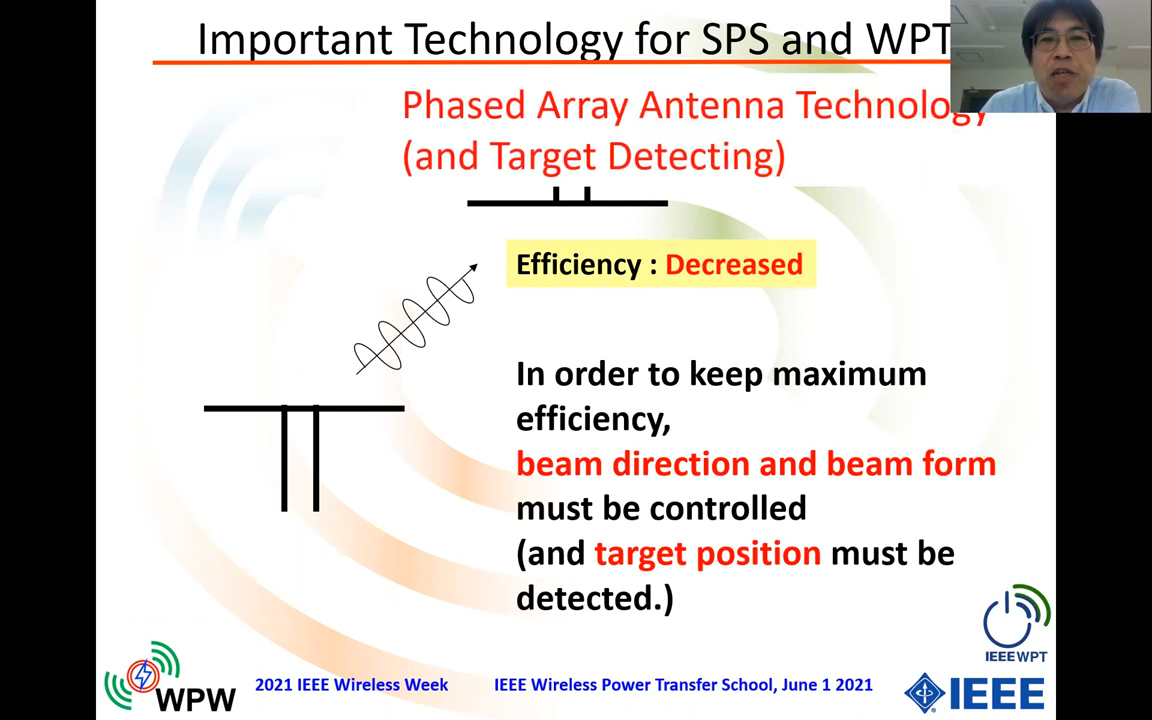 Important Technology for SPS and WPT
Phased Array Antenna Technology
(and Target Detecting)
Efficiency : Decreased
In order to keep maximum
efficiency,
beam direction and beam form
must be controlled
(and target position must be
detected.)
IEEE WPT
WPW
2021 IEEE Wireless Week
IEEE Wireless Power Transfer School, June 1 2021
IEEE